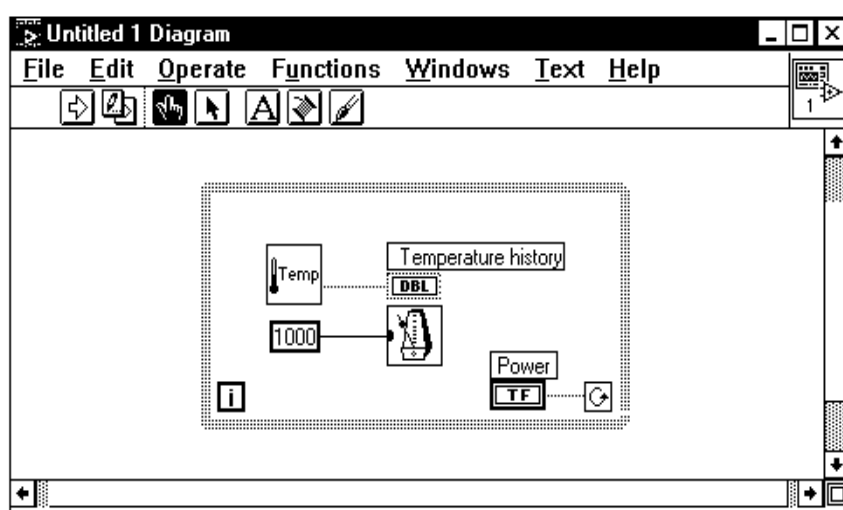 Untitled 1 Diagram
File Edit Operate Functions Windows Text Help
A
1
Temperature history
Temp
DBL
1000
Power
TF
i